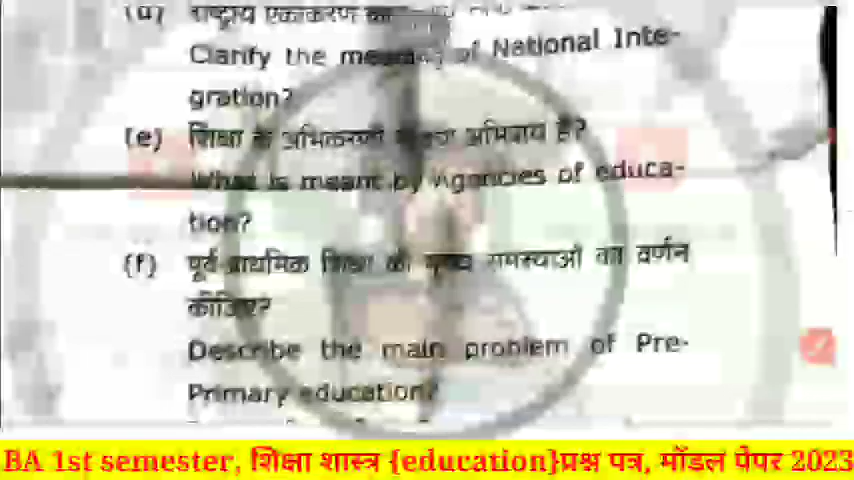 (d) राष्ट्रीय एकीकरण का
Clarify the meaning of National Inte-
gration?
(e) शिक्षा के अभिकरणों से क्या अभिप्राय है?
What is meant by Agencies of educa-
tion?
(f) पूर्व प्राथमिक शिक्षा की मुख्य समस्याओं का वर्णन
कीजिए?
Describe the main problem of Pre-
Primary education?
BA 1st semester, शिक्षा शास्त्र {education}प्रश्न पत्र, मॉडल पेपर 2023